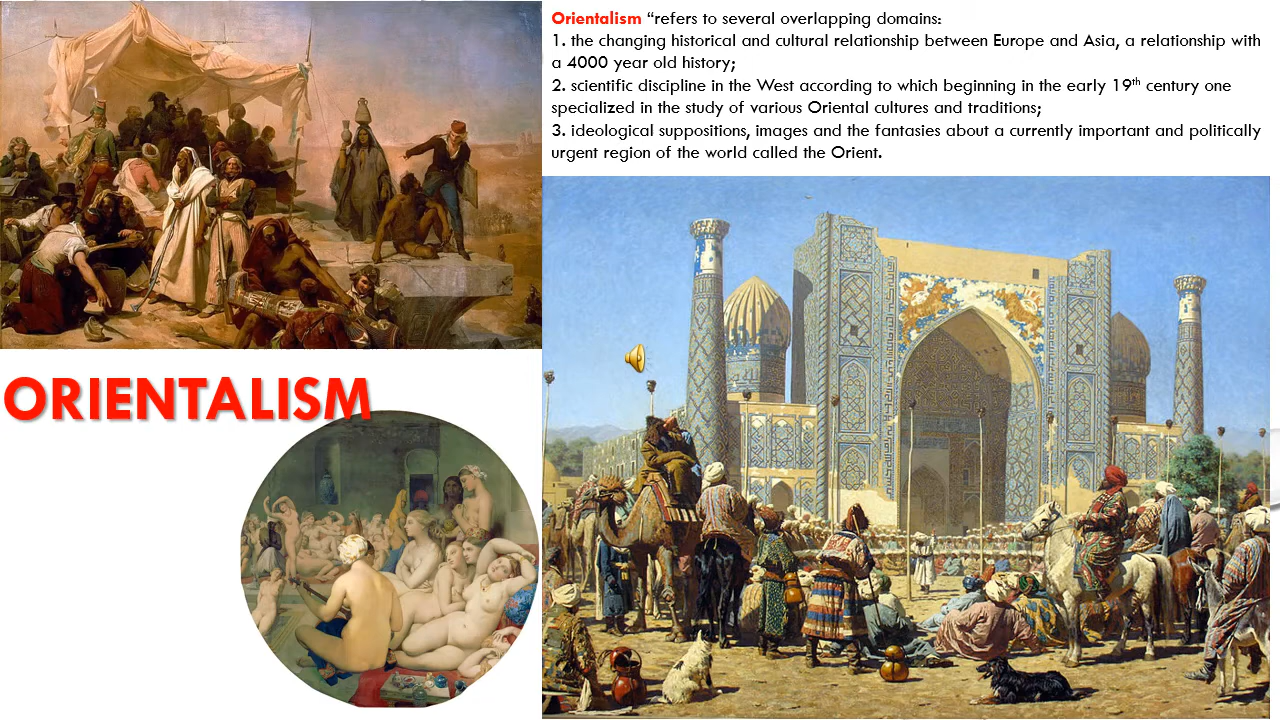 Orientalism “refers to several overlapping domains:
1. the changing historical and cultural relationship between Europe and Asia, a relationship with
a 4000 year old history;
2. scientific discipline in the West according to which beginning in the early 19th century one
specialized in the study of various Oriental cultures and traditions;
3. ideological suppositions, images and the fantasies about a currently important and politically
urgent region of the world called the Orient.
ORIENTALISM